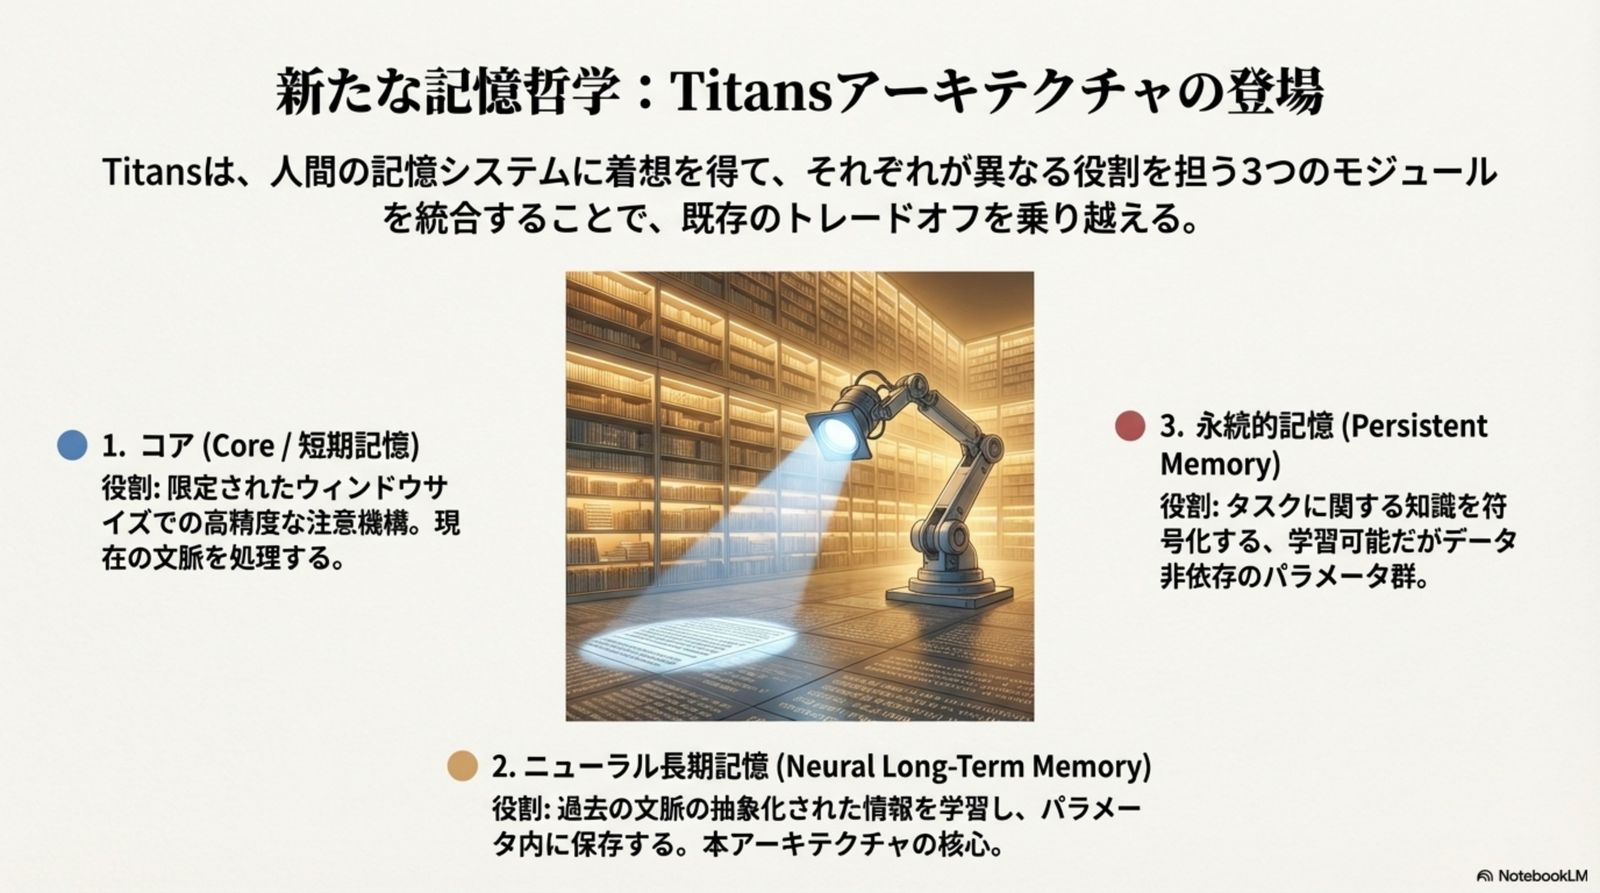 新たな記憶哲学：Titansアーキテクチャの登場
Titansは、人間の記憶システムに着想を得て、それぞれが異なる役割を担う3つのモジュール
を統合することで、既存のトレードオフを乗り越える。
1. コア (Core / 短期記憶)
役割: 限定されたウィンドウサ
イズでの高精度な注意機構。現
在の文脈を処理する。
3. 永続的記憶 (Persistent
Memory)
役割: タスクに関する知識を符
号化する、学習可能だがデータ
非依存のパラメータ群。
2. ニューラル長期記憶 (Neural Long-Term Memory)
役割: 過去の文脈の抽象化された情報を学習し、パラメー
タ内に保存する。本アーキテクチャの核心。
NotebookLM